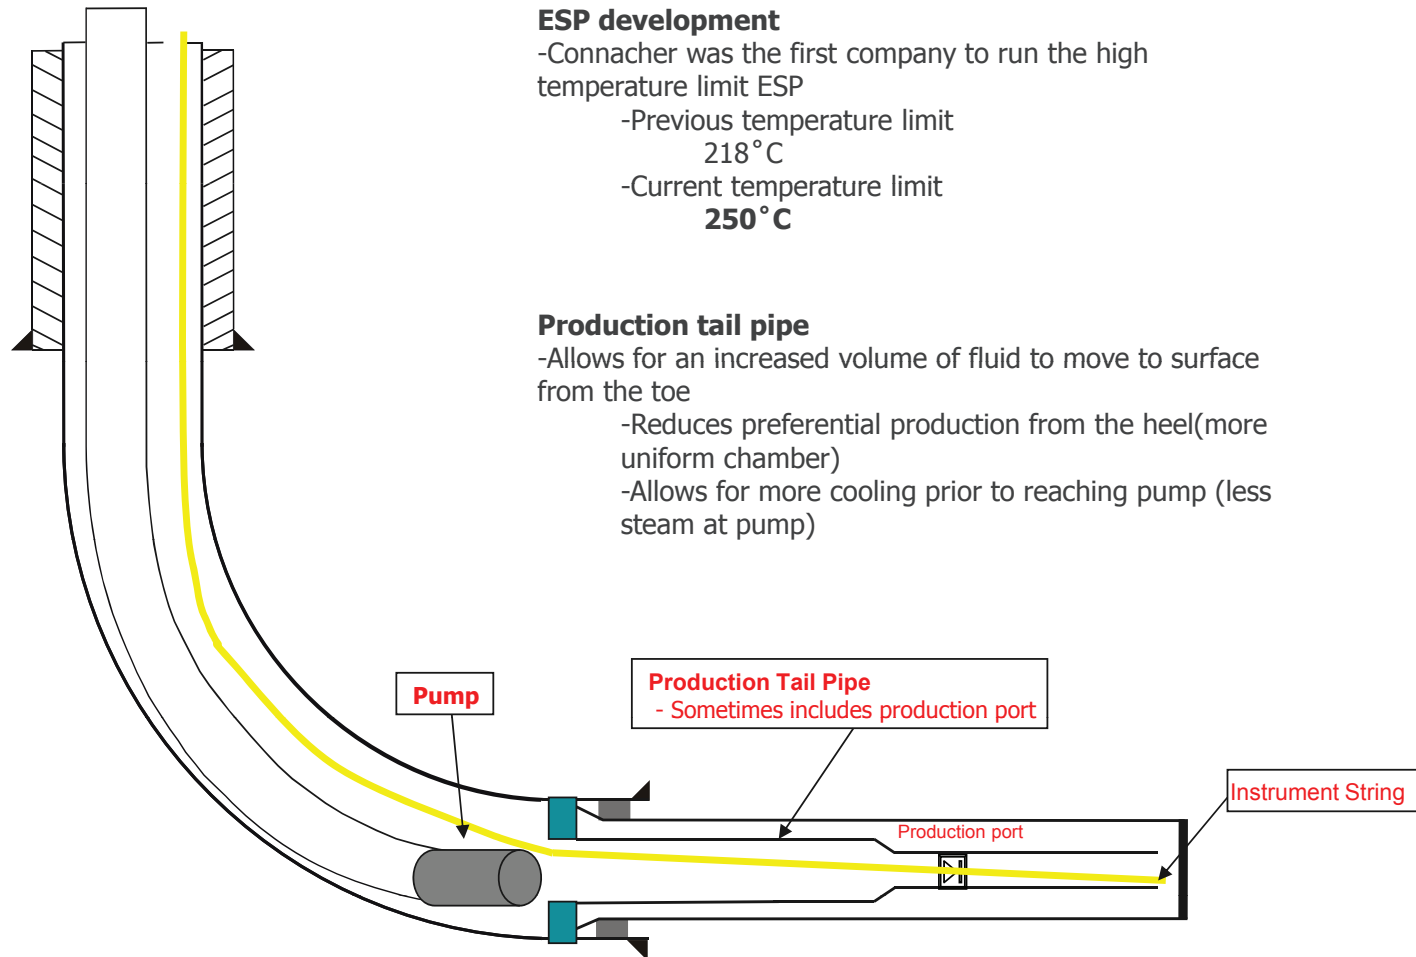 ESP development
-Connacher was the first company to run the high
temperature limit ESP
-Previous temperature limit
218˚C
-Current temperature limit
250˚C
Production tail pipe
-Allows for an increased volume of fluid to move to surface
from the toe
-Reduces preferential production from the heel(more
uniform chamber)
-Allows for more cooling prior to reaching pump (less
steam at pump)
Pump
Production Tail Pipe
- Sometimes includes production port
Instrument String
Production port